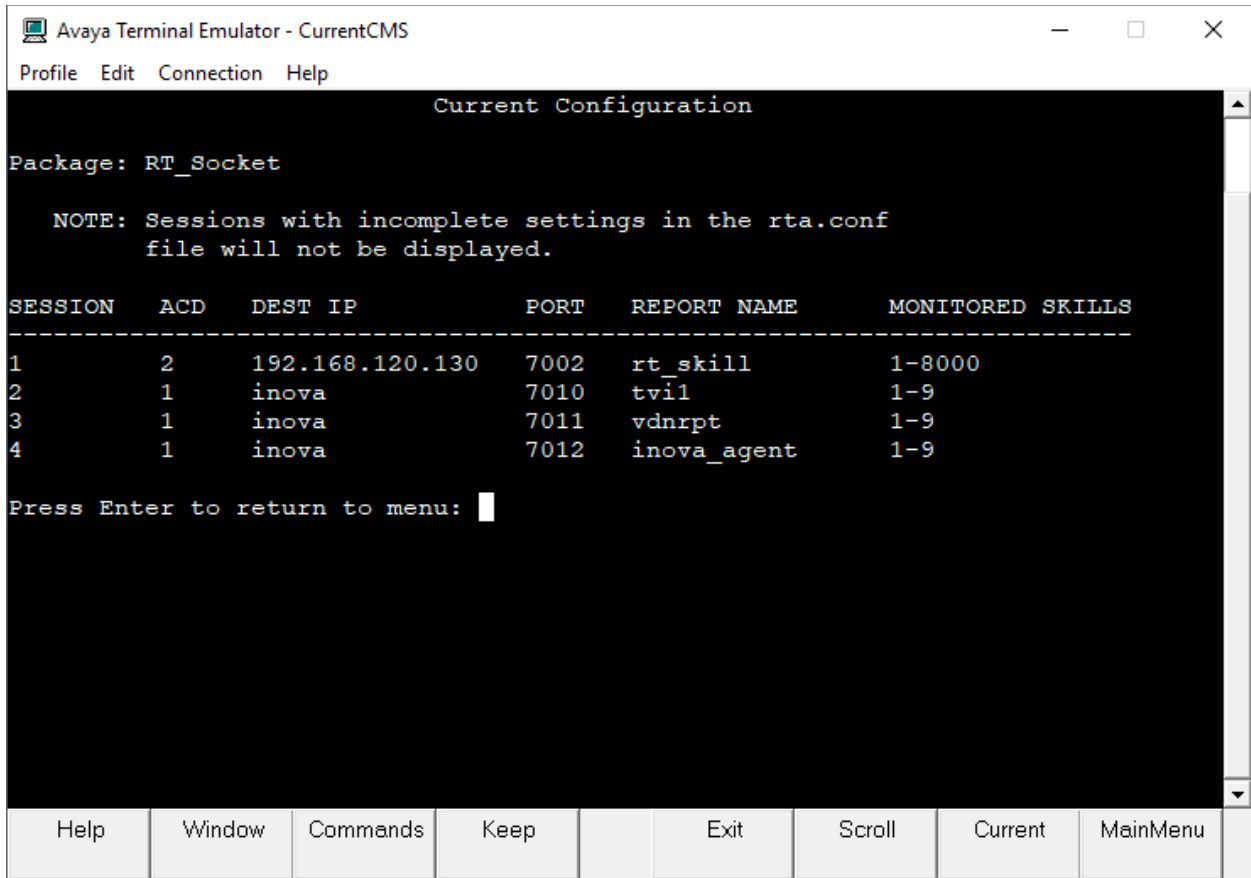 Avaya Terminal Emulator - CurrentCMS
Profile Edit Connection Help
Current Configuration
Package: RT_Socket
NOTE: Sessions with incomplete settings in the rta.conf
file will not be displayed.
SESSION ACD DEST IP PORT REPORT NAME MONITORED SKILLS
--------------------------------------------------------------------------
1 2 192.168.120.130 7002 rt_skill 1-8000
2 1 inova 7010 tvi1 1-9
3 1 inova 7011 vdnrpt 1-9
4 1 inova 7012 inova_agent 1-9
Press Enter to return to menu:
Help Window Commands Keep Exit Scroll Current MainMenu